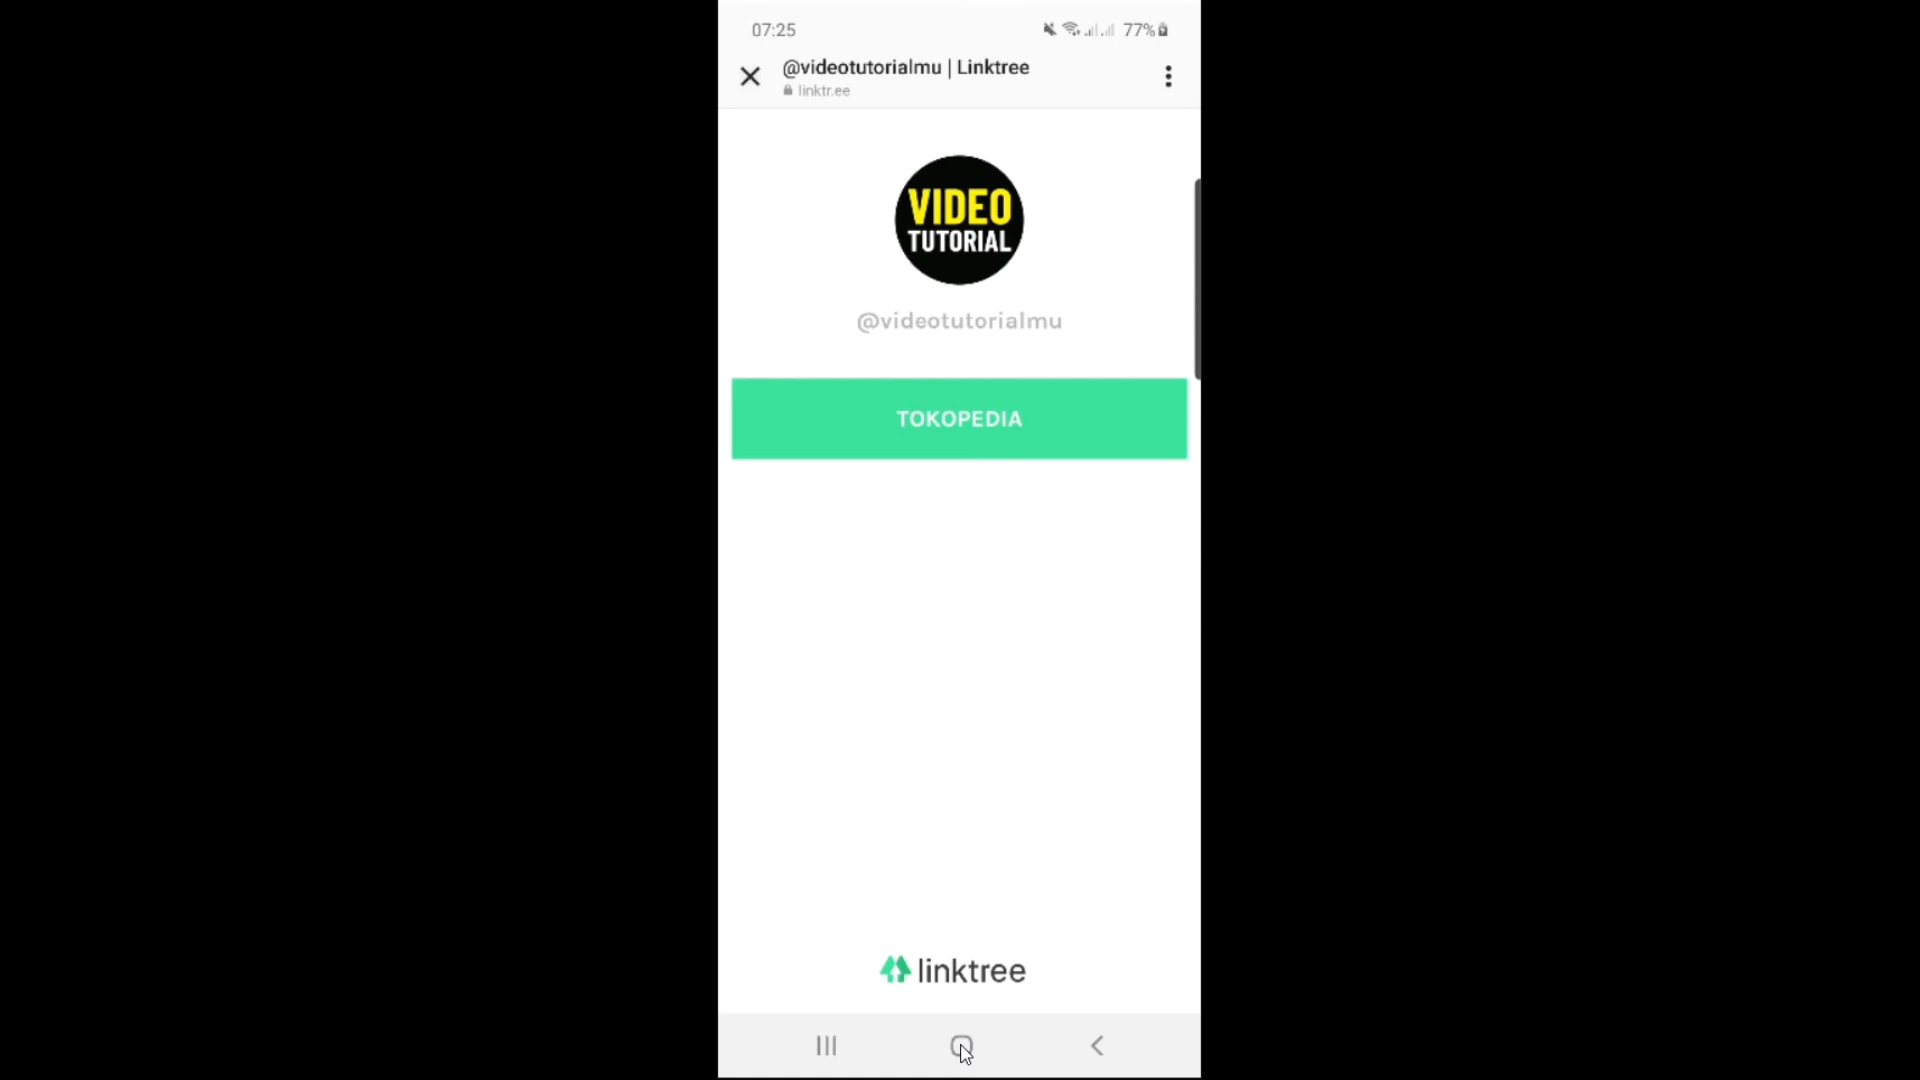 07:25
77%
@videotutorialmu | Linktree
linktr.ee
VIDEO
TUTORIAL
@videotutorialmu
TOKOPEDIA
linktree